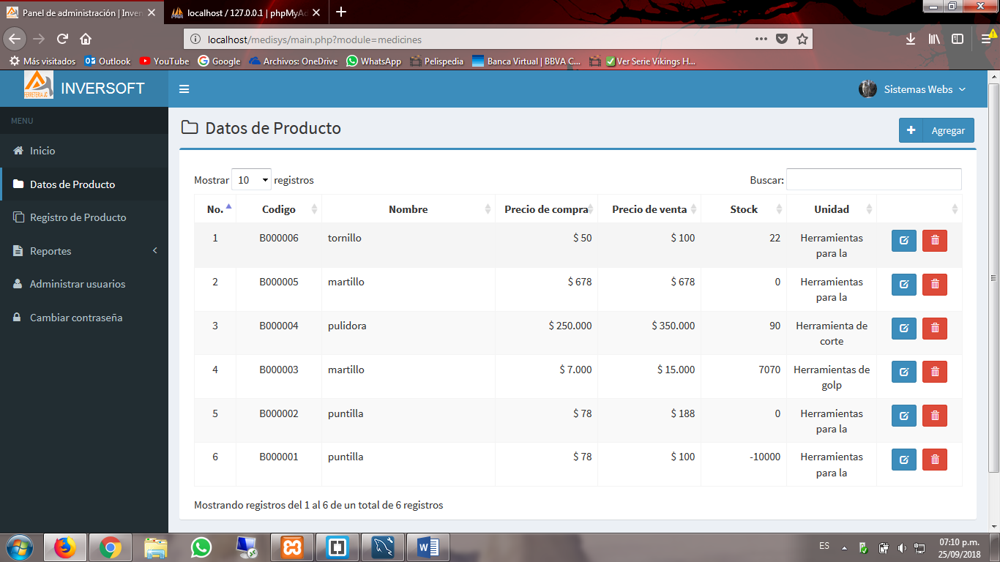 Panel de administración | Inver
localhost / 127.0.0.1 | phpMyAd
localhost/medisys/main.php?module=medicines
Más visitados Outlook YouTube Google Archivos: OneDrive WhatsApp Pelispedia Banca Virtual | BBVA C... Ver Serie Vikings H...
FERRETERIA JC
INVERSOFT
Sistemas Webs
MENU
Inicio
Datos de Producto
Registro de Producto
Reportes
Administrar usuarios
Cambiar contraseña
Datos de Producto
Agregar
Mostrar 10 registros
Buscar:
No. Codigo Nombre Precio de compra Precio de venta Stock Unidad
1 B000006 tornillo $ 50 $ 100 22 Herramientas
para la
2 B000005 martillo $ 678 $ 678 0 Herramientas
para la
3 B000004 pulidora $ 250.000 $ 350.000 90 Herramienta de
corte
4 B000003 martillo $ 7.000 $ 15.000 7070 Herramientas de
golp
5 B000002 puntilla $ 78 $ 188 0 Herramientas
para la
6 B000001 puntilla $ 78 $ 100 -10000 Herramientas
para la
Mostrando registros del 1 al 6 de un total de 6 registros
ES
07:10 p.m.
25/09/2018